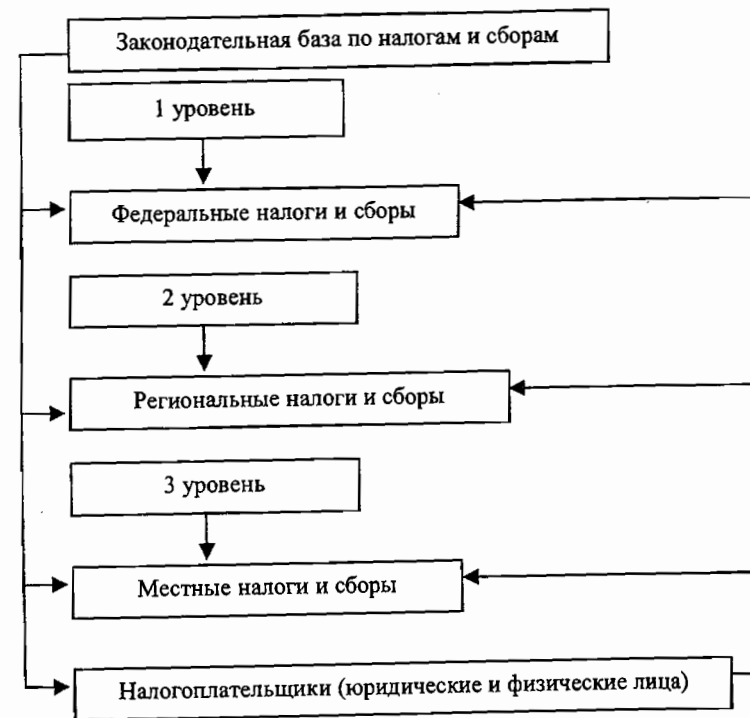 Законодательная база по налогам и сборам
1 уровень
Федеральные налоги и сборы
2 уровень
Региональные налоги и сборы
3 уровень
Местные налоги и сборы
Налогоплательщики (юридические и физические лица)